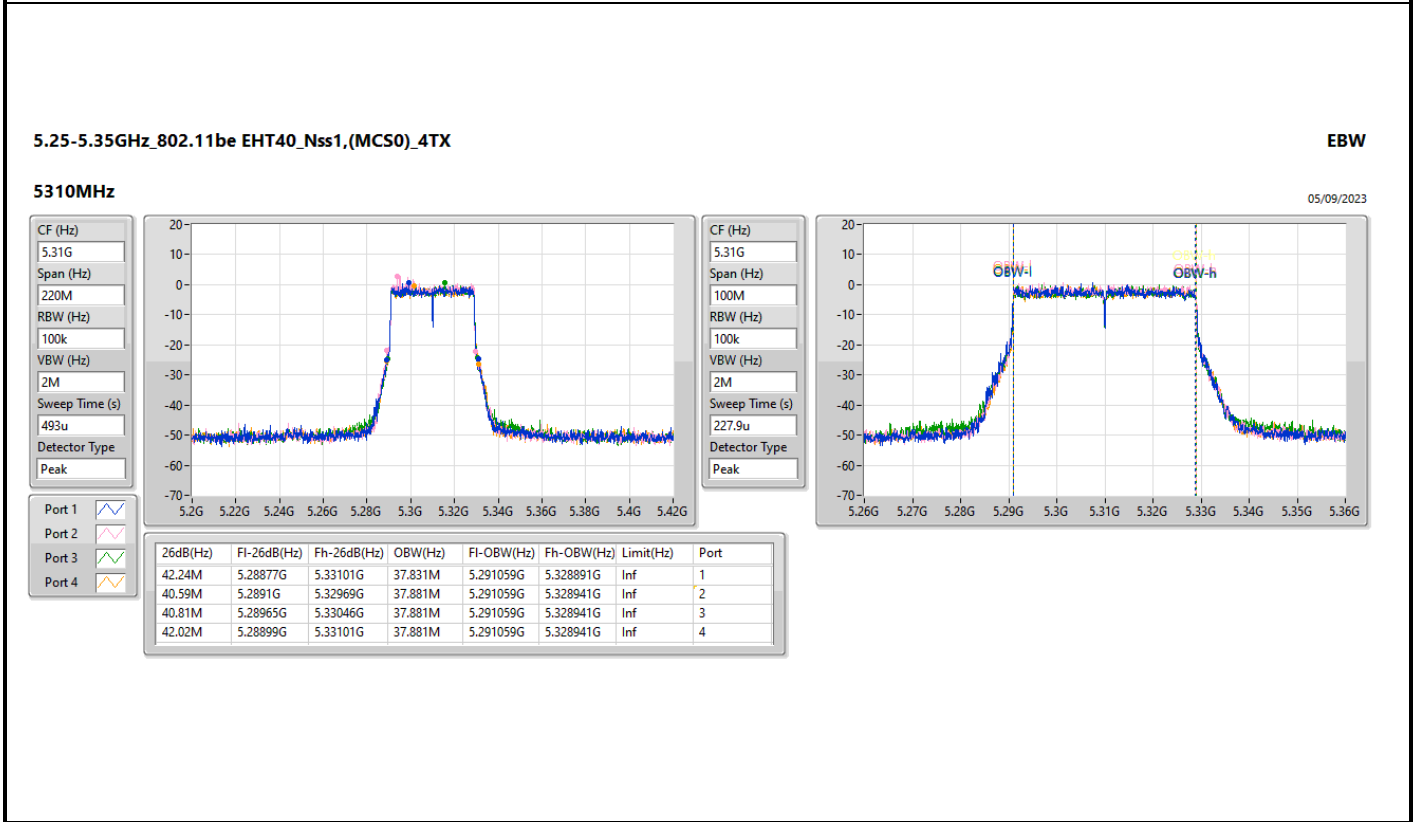 5.25-5.35GHz_802.11be EHT40_Nss1,(MCS0)_4TX EBW
5310MHz 05/09/2023
CF (Hz)
5.31G
Span (Hz)
220M
RBW (Hz)
100k
VBW (Hz)
2M
Sweep Time (s)
493u
Detector Type
Peak
20
10
0
-10
-20
-30
-40
-50
-60
-70
5.2G 5.22G 5.24G 5.26G 5.28G 5.3G 5.32G 5.34G 5.36G 5.38G 5.4G 5.42G
CF (Hz)
5.31G
Span (Hz)
100M
RBW (Hz)
100k
VBW (Hz)
2M
Sweep Time (s)
227.9u
Detector Type
Peak
20
10
0
-10
-20
-30
-40
-50
-60
-70
OBW-l OBW-h
5.26G 5.27G 5.28G 5.29G 5.3G 5.31G 5.32G 5.33G 5.34G 5.35G 5.36G
Port 1
Port 2
Port 3
Port 4
26dB(Hz) Fl-26dB(Hz) Fh-26dB(Hz) OBW(Hz) Fl-OBW(Hz) Fh-OBW(Hz) Limit(Hz) Port
42.24M 5.28877G 5.33101G 37.831M 5.291059G 5.328891G Inf 1
40.59M 5.2891G 5.32969G 37.881M 5.291059G 5.328941G Inf 2
40.81M 5.28965G 5.33046G 37.881M 5.291059G 5.328941G Inf 3
42.02M 5.28899G 5.33101G 37.881M 5.291059G 5.328941G Inf 4